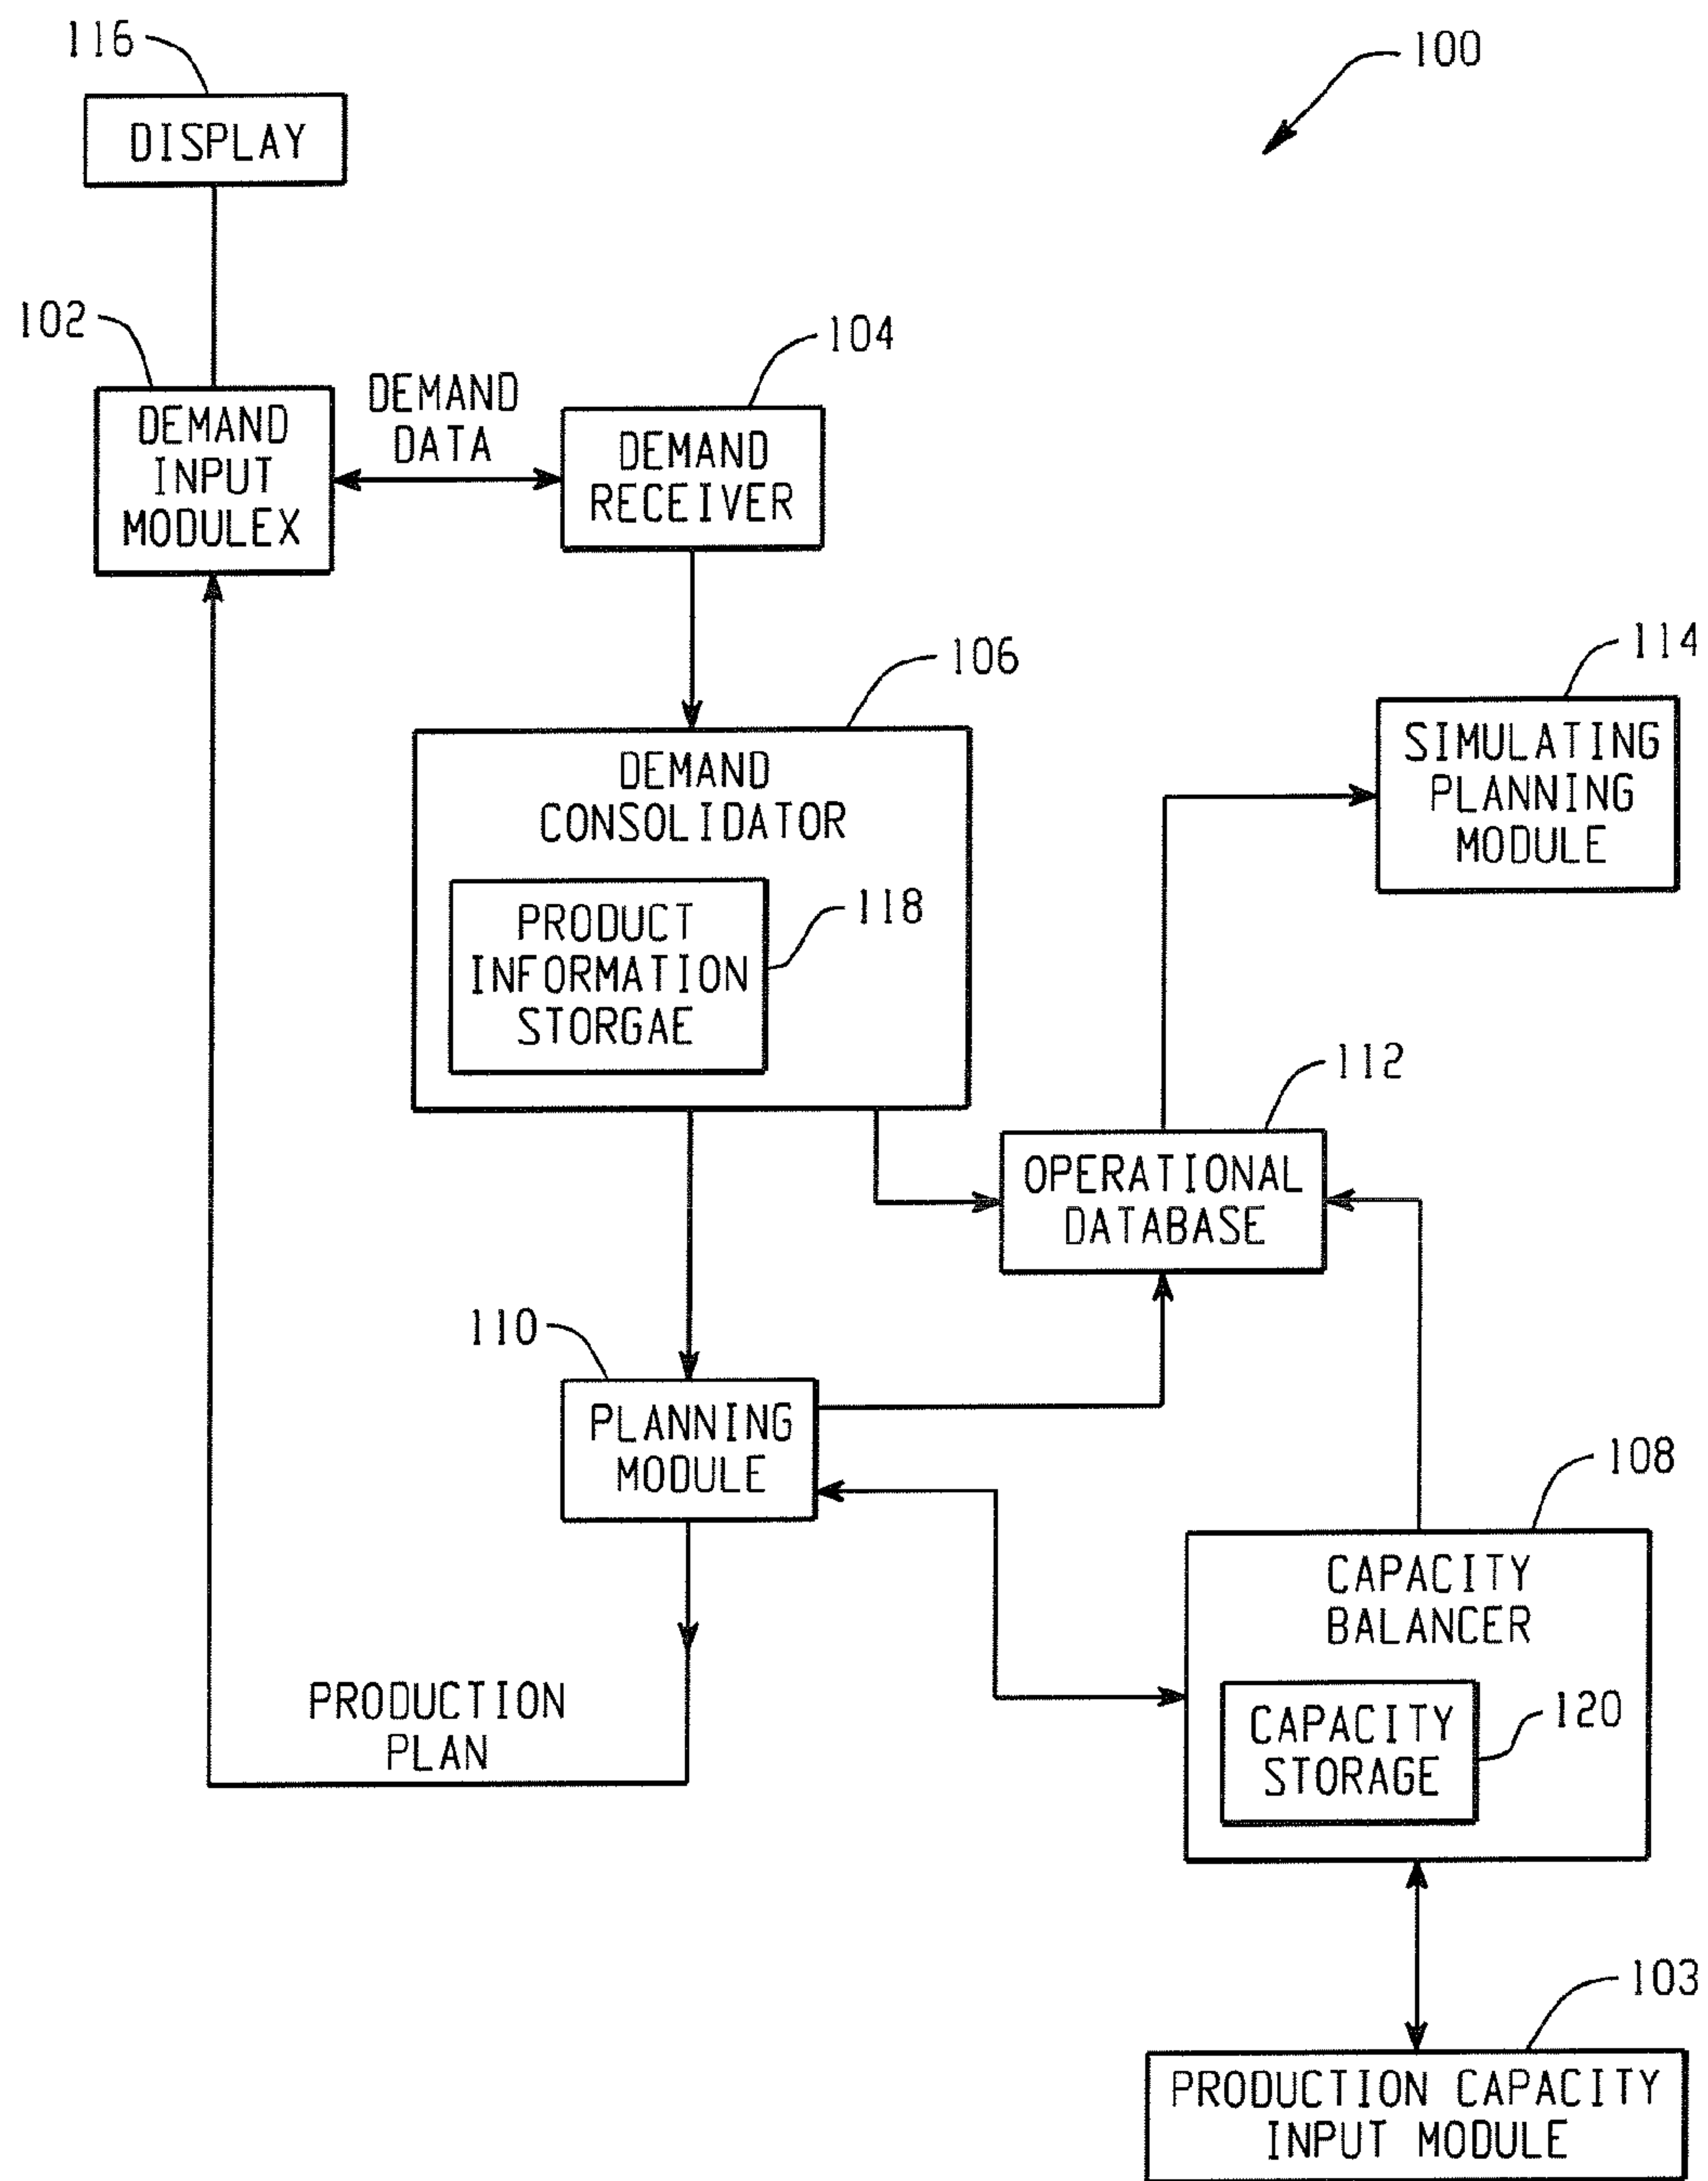 116
100
DISPLAY
102
104
DEMAND
DATA
DEMAND
INPUT
MODULEX
DEMAND
RECEIVER
106
114
DEMAND
CONSOLIDATOR
SIMULATING
PLANNING
MODULE
118
PRODUCT
INFORMATION
STORGAE
112
OPERATIONAL
DATABASE
110
PLANNING
MODULE
108
CAPACITY
BALANCER
PRODUCTION
PLAN
120
CAPACITY
STORAGE
103
PRODUCTION CAPACITY
INPUT MODULE